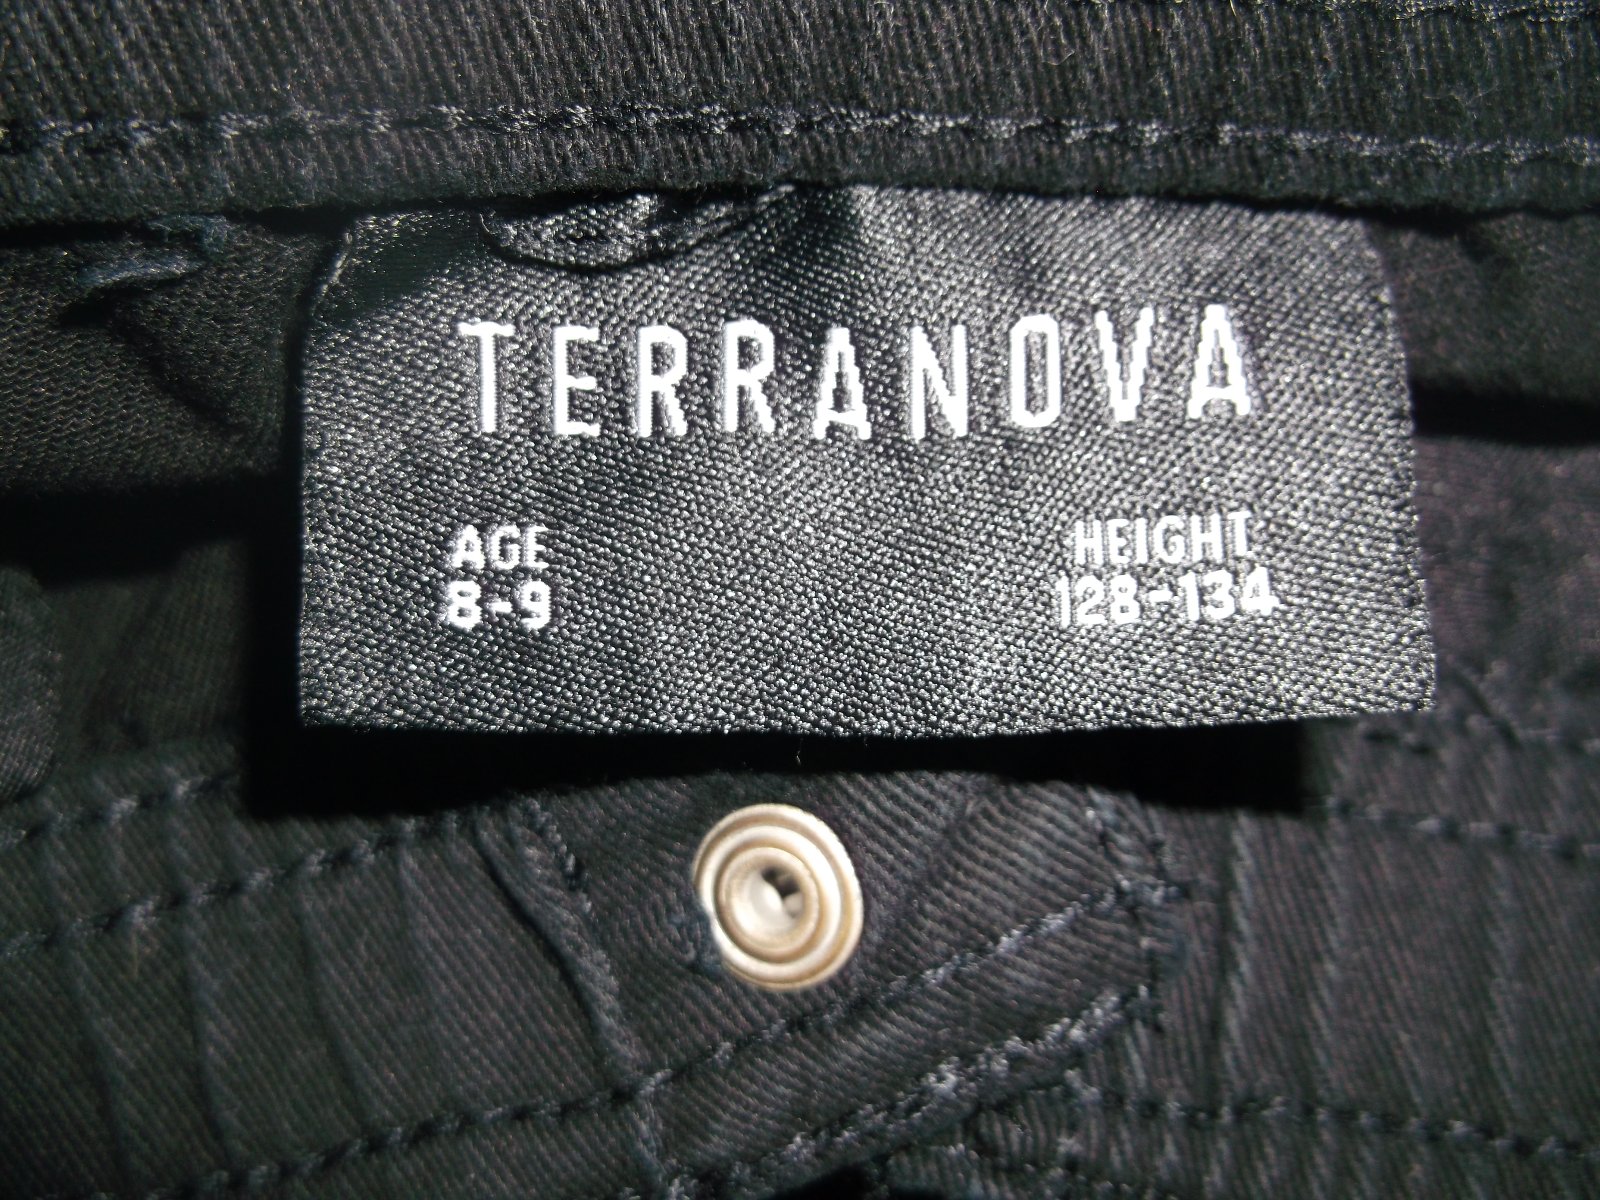 TERRANOVA
AGE HEIGHT
8-9 128-134